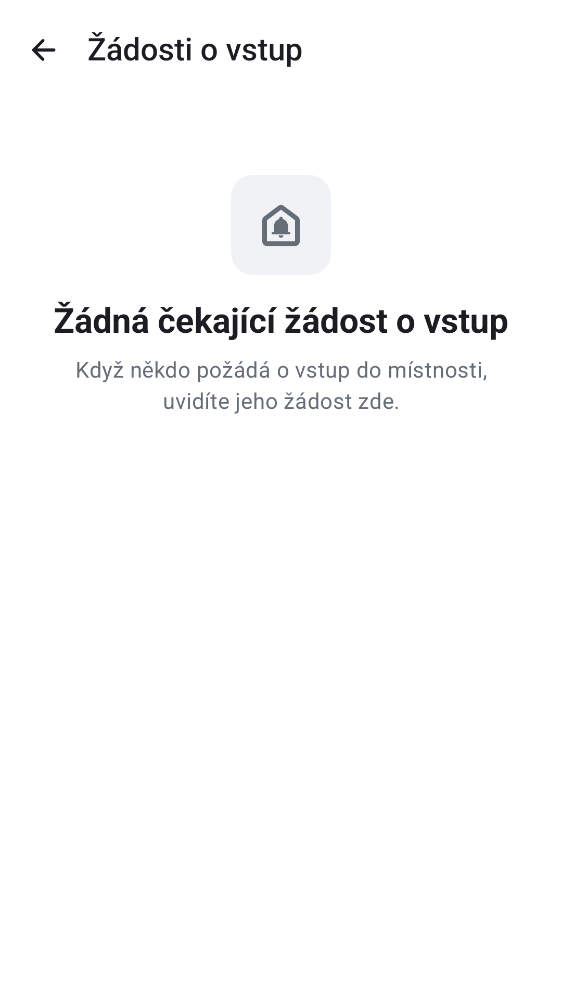 Žádosti o vstup
Žádná čekající žádost o vstup
Když někdo požádá o vstup do místnosti,
uvidíte jeho žádost zde.